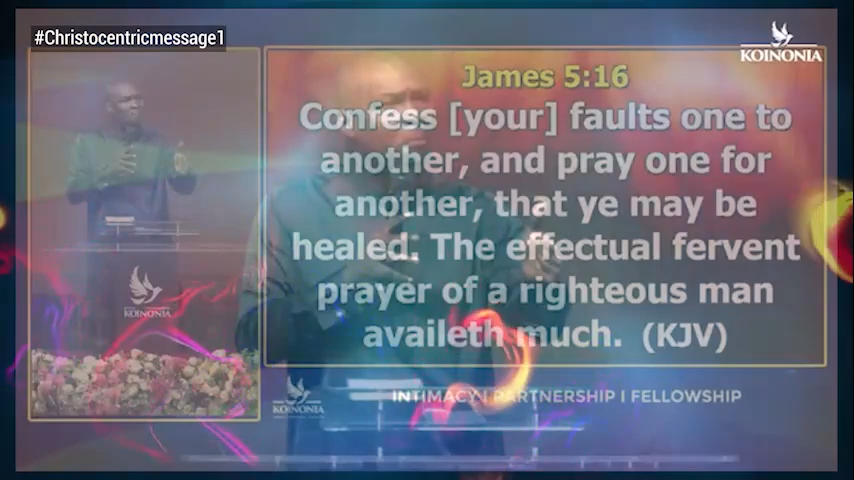 #Christocentricmessage1
KOINONIA
James 5:16
Confess [your] faults one to
another, and pray one for
another, that ye may be
healed. The effectual fervent
prayer of a righteous man
availeth much. (KJV)
KOINONIA
KOINONIA
INTIMACY I PARTNERSHIP I FELLOWSHIP